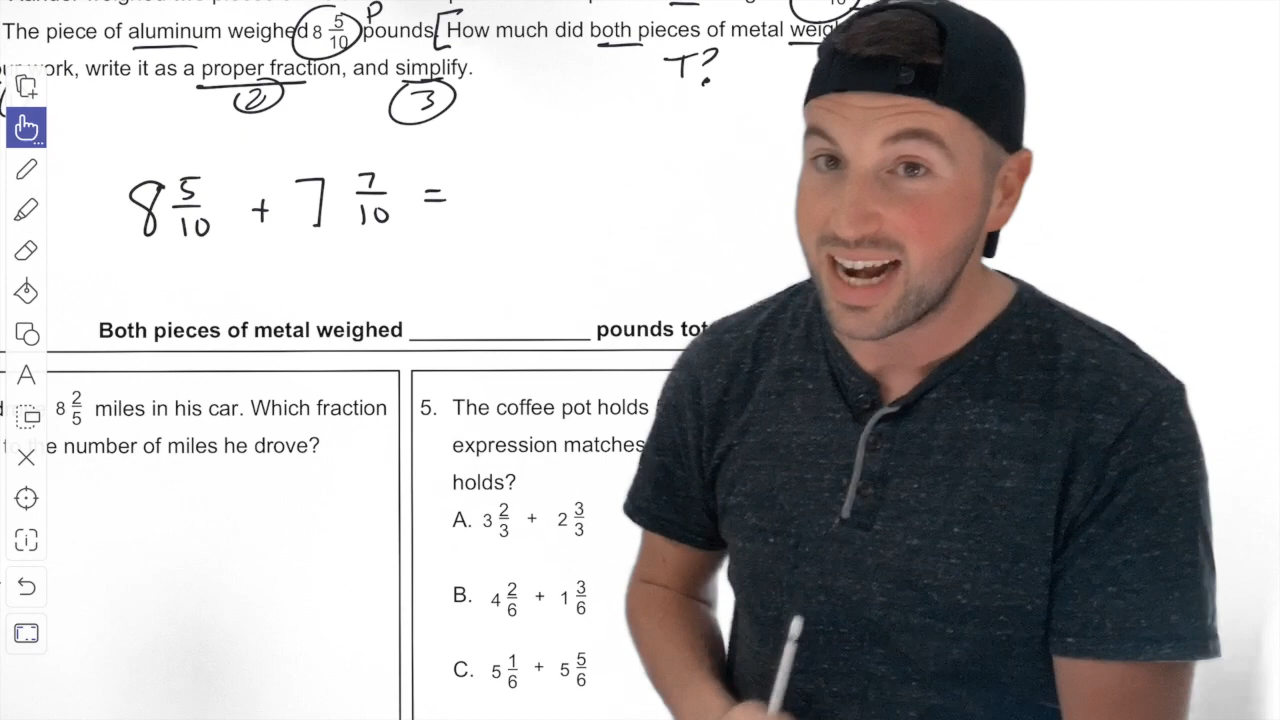 The piece of aluminum weighed 8 5/10 pounds. How much did both pieces of metal
P
work, write it as a proper fraction, and simplify.
T?
2 3
8 5/10 + 7 7/10 =
Both pieces of metal weighed ____________ pounds
8 2/5 miles in his car. Which fraction
the number of miles he drove?
5. The coffee pot holds
expression matches
holds?
A. 3 2/3 + 2 3/3
B. 4 2/6 + 1 3/6
C. 5 1/6 + 5 5/6
A